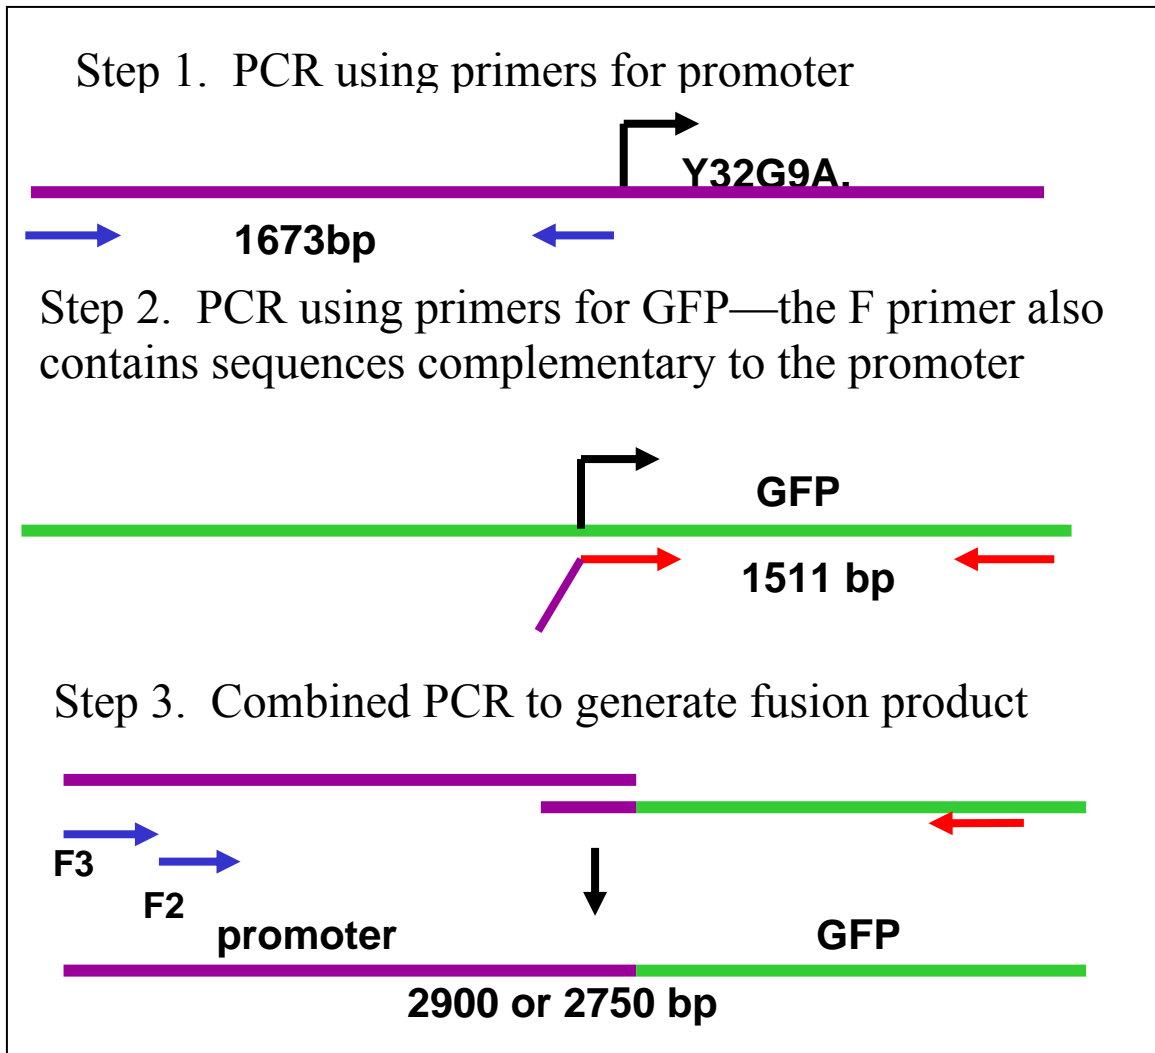 Step 1.  PCR using primers for promoter
Y32G9A.
1673bp
Step 2.  PCR using primers for GFP—the F primer also
contains sequences complementary to the promoter
GFP
1511 bp
Step 3.  Combined PCR to generate fusion product
F3
F2
promoter
GFP
2900 or 2750 bp